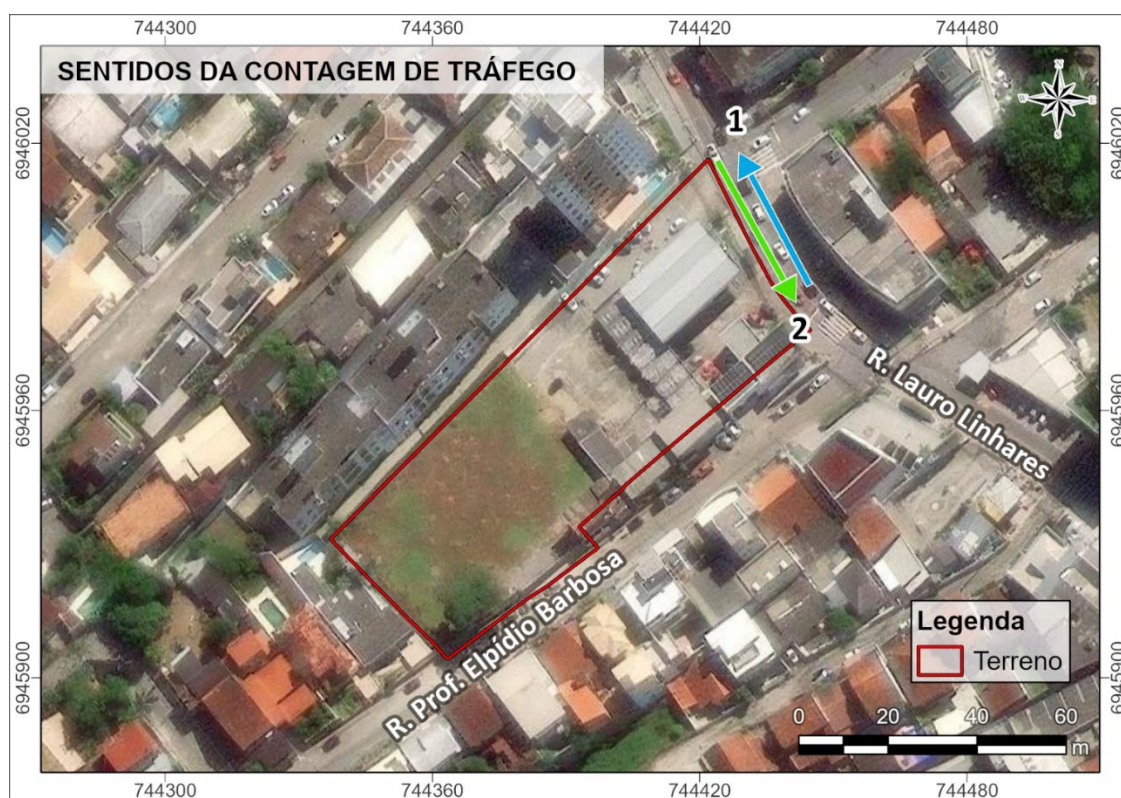 744300
744360
744420
744480
SENTIDOS DA CONTAGEM DE TRÁFEGO
N
W
E
S
6946020
6946020
1
2
R. Lauro Linhares
6945960
6945960
R. Prof. Elpídio Barbosa
Legenda
Terreno
6945900
6945900
0 20 40 60
m
744300
744360
744420
744480